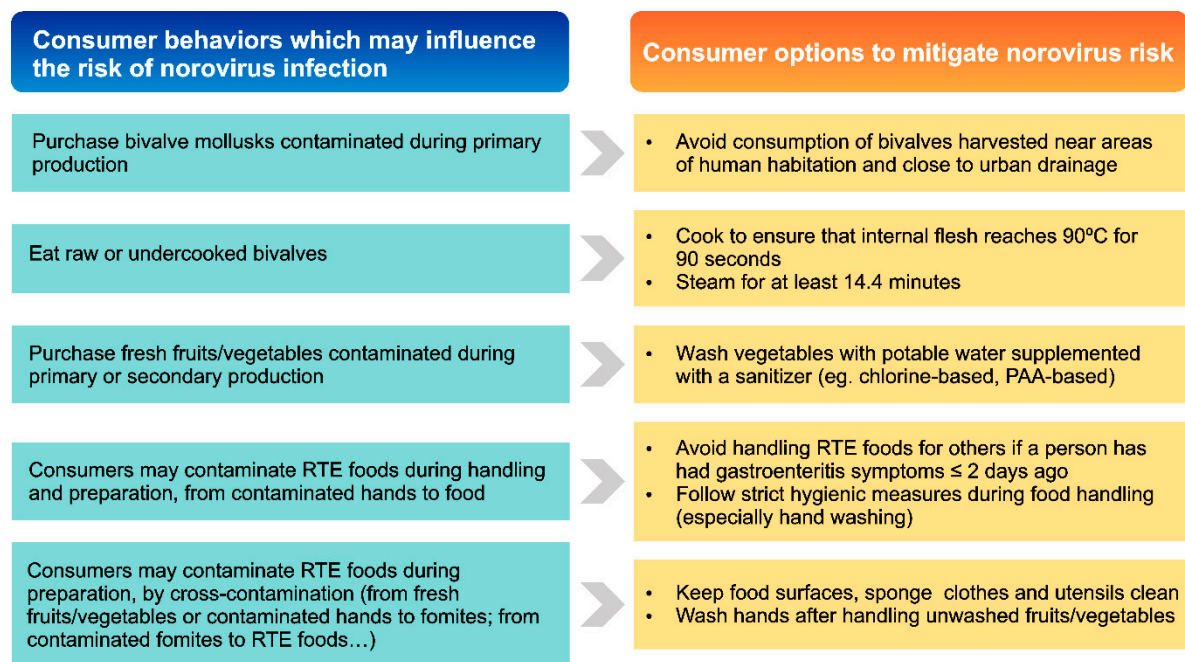 Consumer behaviors which may influence
the risk of norovirus infection
Consumer options to mitigate norovirus risk
Purchase bivalve mollusks contaminated during primary
production
• Avoid consumption of bivalves harvested near areas
of human habitation and close to urban drainage
Eat raw or undercooked bivalves
• Cook to ensure that internal flesh reaches 90ºC for
90 seconds
• Steam for at least 14.4 minutes
Purchase fresh fruits/vegetables contaminated during
primary or secondary production
• Wash vegetables with potable water supplemented
with a sanitizer (eg. chlorine-based, PAA-based)
Consumers may contaminate RTE foods during handling
and preparation, from contaminated hands to food
• Avoid handling RTE foods for others if a person has
had gastroenteritis symptoms ≤ 2 days ago
• Follow strict hygienic measures during food handling
(especially hand washing)
Consumers may contaminate RTE foods during
preparation, by cross-contamination (from fresh
fruits/vegetables or contaminated hands to fomites; from
contaminated fomites to RTE foods…)
• Keep food surfaces, sponge clothes and utensils clean
• Wash hands after handling unwashed fruits/vegetables